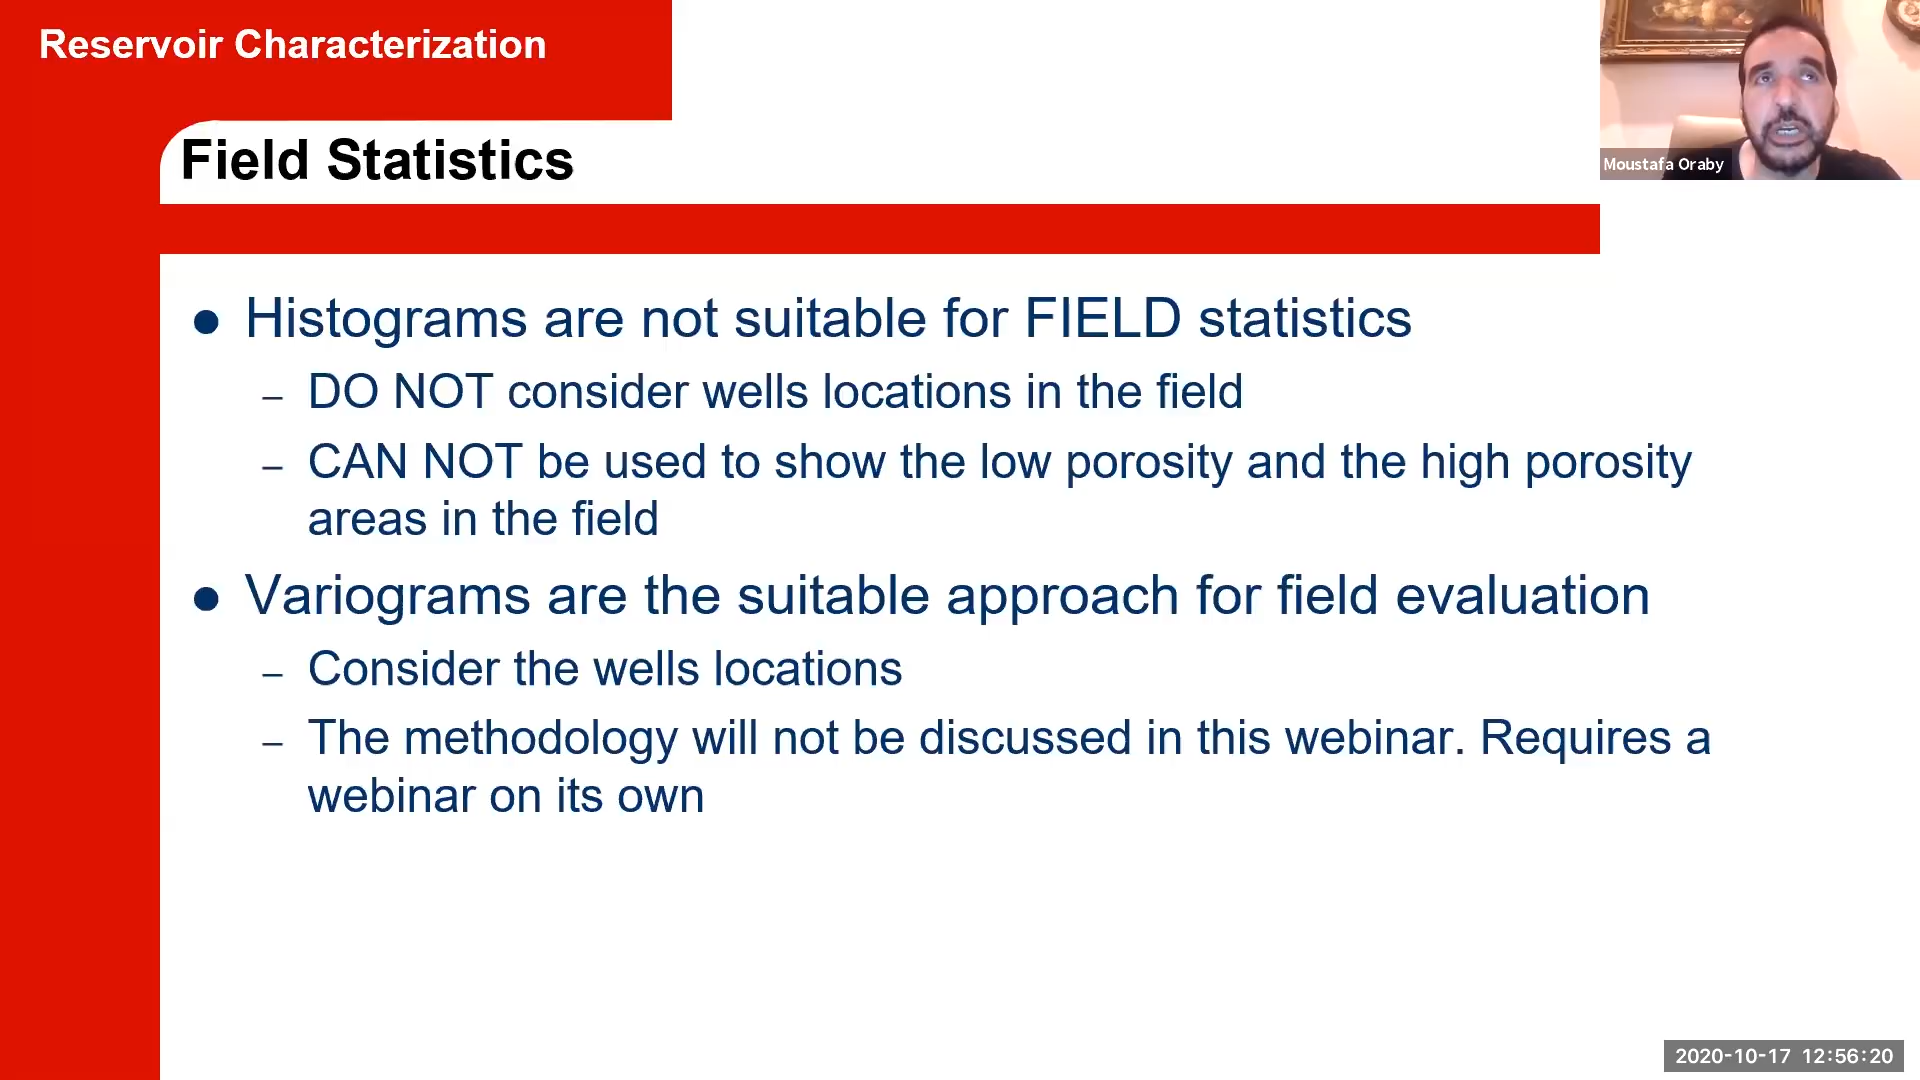 Reservoir Characterization
Field Statistics
Moustafa Oraby
● Histograms are not suitable for FIELD statistics
– DO NOT consider wells locations in the field
– CAN NOT be used to show the low porosity and the high porosity
areas in the field
● Variograms are the suitable approach for field evaluation
– Consider the wells locations
– The methodology will not be discussed in this webinar. Requires a
webinar on its own
2020-10-17 12:56:20